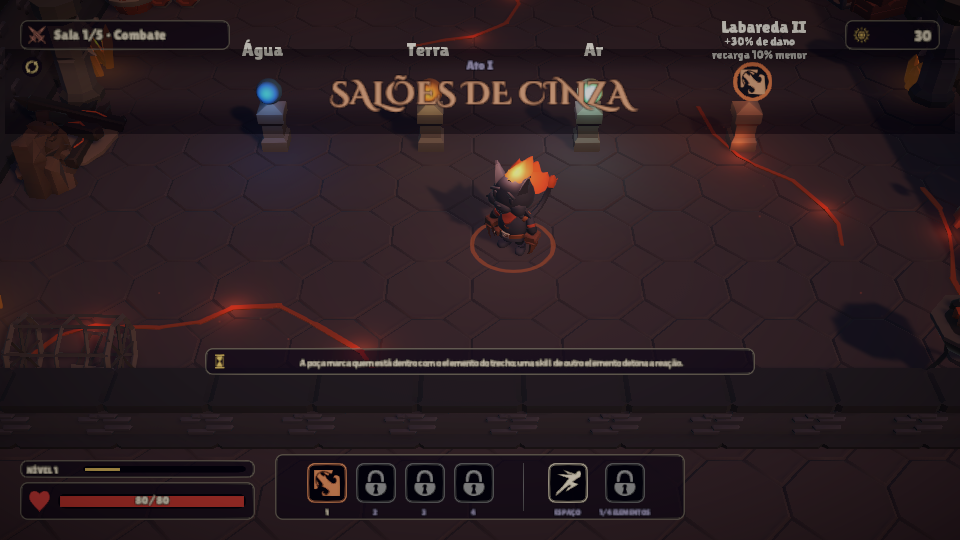 Sala 1/5 · Combate
Água
Terra
Ar
Labareda II
+30% de dano
recarga 10% menor
30
Ato I
SALÕES DE CINZA
A poça marca quem está dentro com o elemento do trecho; uma skill de outro elemento detona a reação.
NÍVEL 1
80/80
1
2
3
4
ESPAÇO
1/4 ELEMENTOS